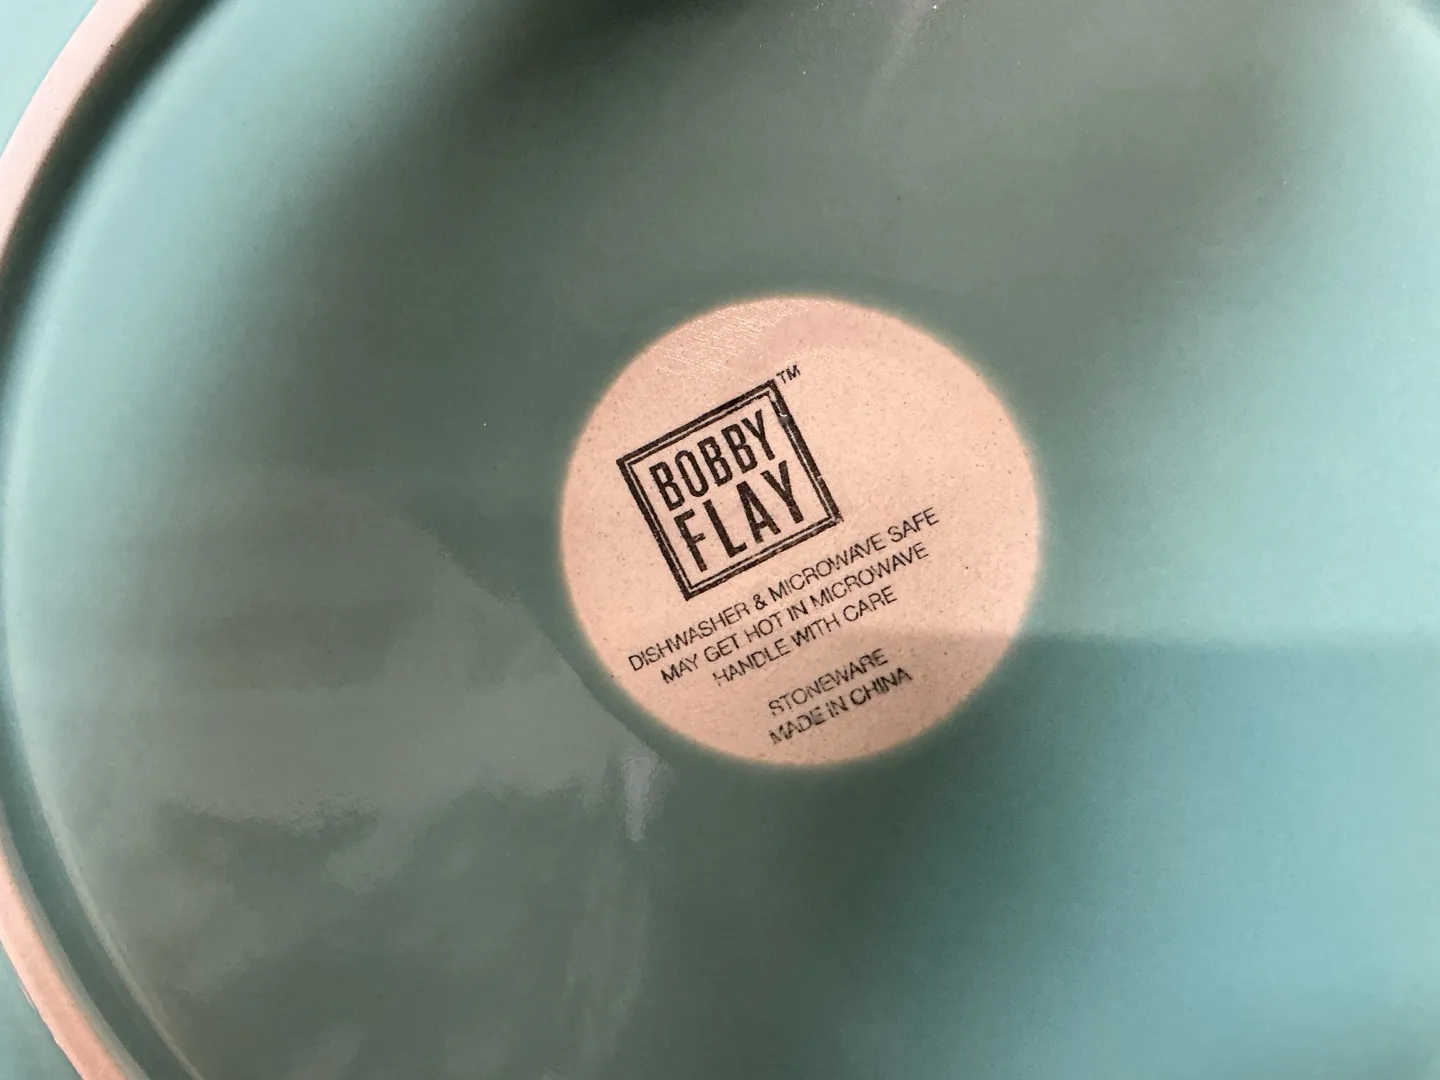 BOBBY
FLAY
TM
DISHWASHER & MICROWAVE SAFE
MAY GET HOT IN MICROWAVE
HANDLE WITH CARE
STONEWARE
MADE IN CHINA